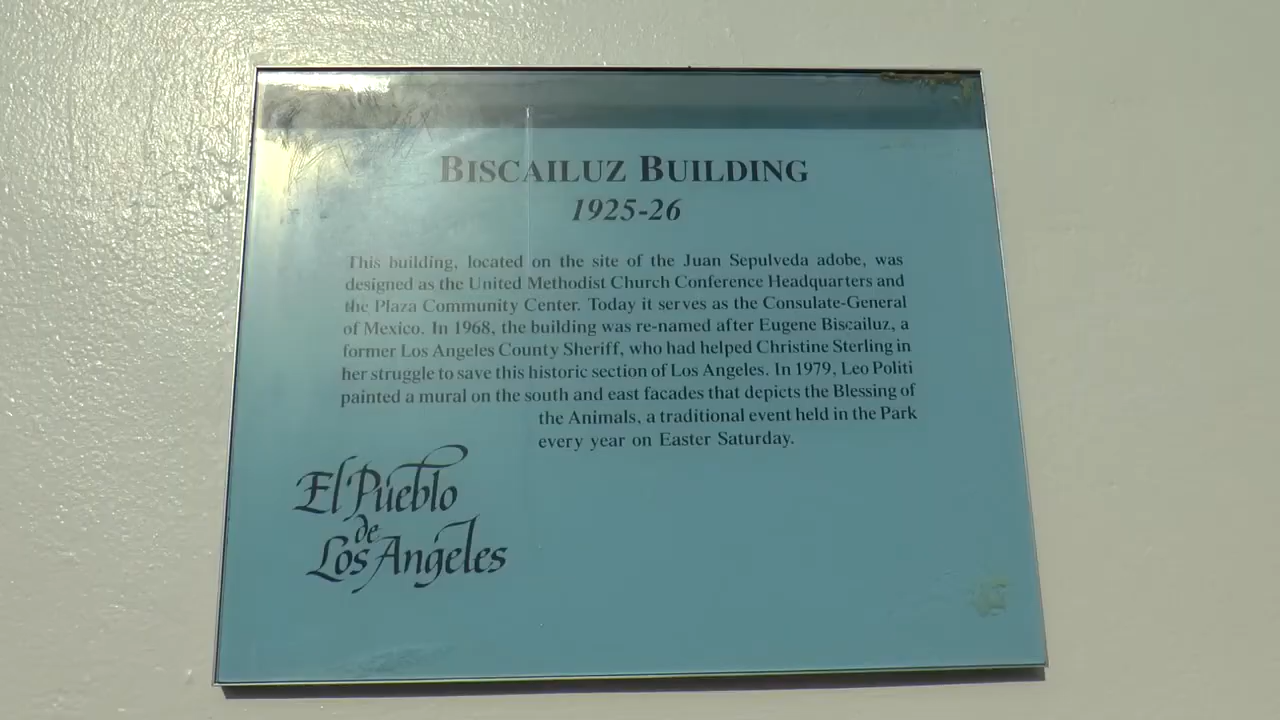 BISCAILUZ BUILDING
1925-26
This building, located on the site of the Juan Sepulveda adobe, was
designed as the United Methodist Church Conference Headquarters and
the Plaza Community Center. Today it serves as the Consulate-General
of Mexico. In 1968, the building was re-named after Eugene Biscailuz, a
former Los Angeles County Sheriff, who had helped Christine Sterling in
her struggle to save this historic section of Los Angeles. In 1979, Leo Politi
painted a mural on the south and east facades that depicts the Blessing of
the Animals, a traditional event held in the Park
every year on Easter Saturday.
El Pueblo
de
Los Angeles